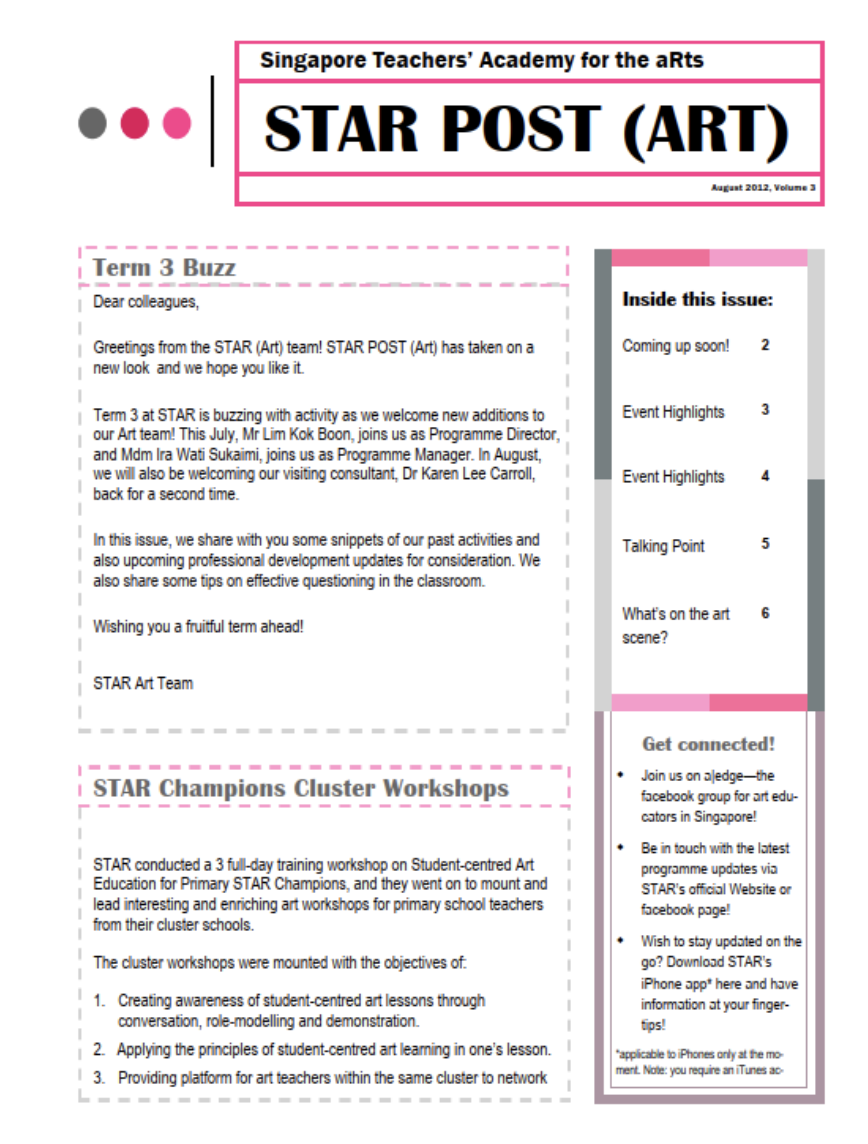 Singapore Teachers' Academy for the aRts
STAR POST (ART)
August 2012, Volume 3
Term 3 Buzz
Dear colleagues,
Greetings from the STAR (Art) team! STAR POST (Art) has taken on a
new look and we hope you like it.
Term 3 at STAR is buzzing with activity as we welcome new additions to
our Art team! This July, Mr Lim Kok Boon, joins us as Programme Director,
and Mdm Ira Wati Sukaimi, joins us as Programme Manager. In August,
we will also be welcoming our visiting consultant, Dr Karen Lee Carroll,
back for a second time.
In this issue, we share with you some snippets of our past activities and
also upcoming professional development updates for consideration. We
also share some tips on effective questioning in the classroom.
Wishing you a fruitful term ahead!
STAR Art Team
STAR Champions Cluster Workshops
STAR conducted a 3 full-day training workshop on Student-centred Art
Education for Primary STAR Champions, and they went on to mount and
lead interesting and enriching art workshops for primary school teachers
from their cluster schools.
The cluster workshops were mounted with the objectives of:
1. Creating awareness of student-centred art lessons through
conversation, role-modelling and demonstration.
2. Applying the principles of student-centred art learning in one's lesson.
3. Providing platform for art teachers within the same cluster to network
Inside this issue:
Coming up soon! 2
Event Highlights 3
Event Highlights 4
Talking Point 5
What's on the art 6
scene?
Get connected!
• Join us on a|edge—the
facebook group for art edu-
cators in Singapore!
• Be in touch with the latest
programme updates via
STAR's official Website or
facebook page!
• Wish to stay updated on the
go? Download STAR's
iPhone app* here and have
information at your finger-
tips!
*applicable to iPhones only at the mo-
ment. Note: you require an iTunes ac-